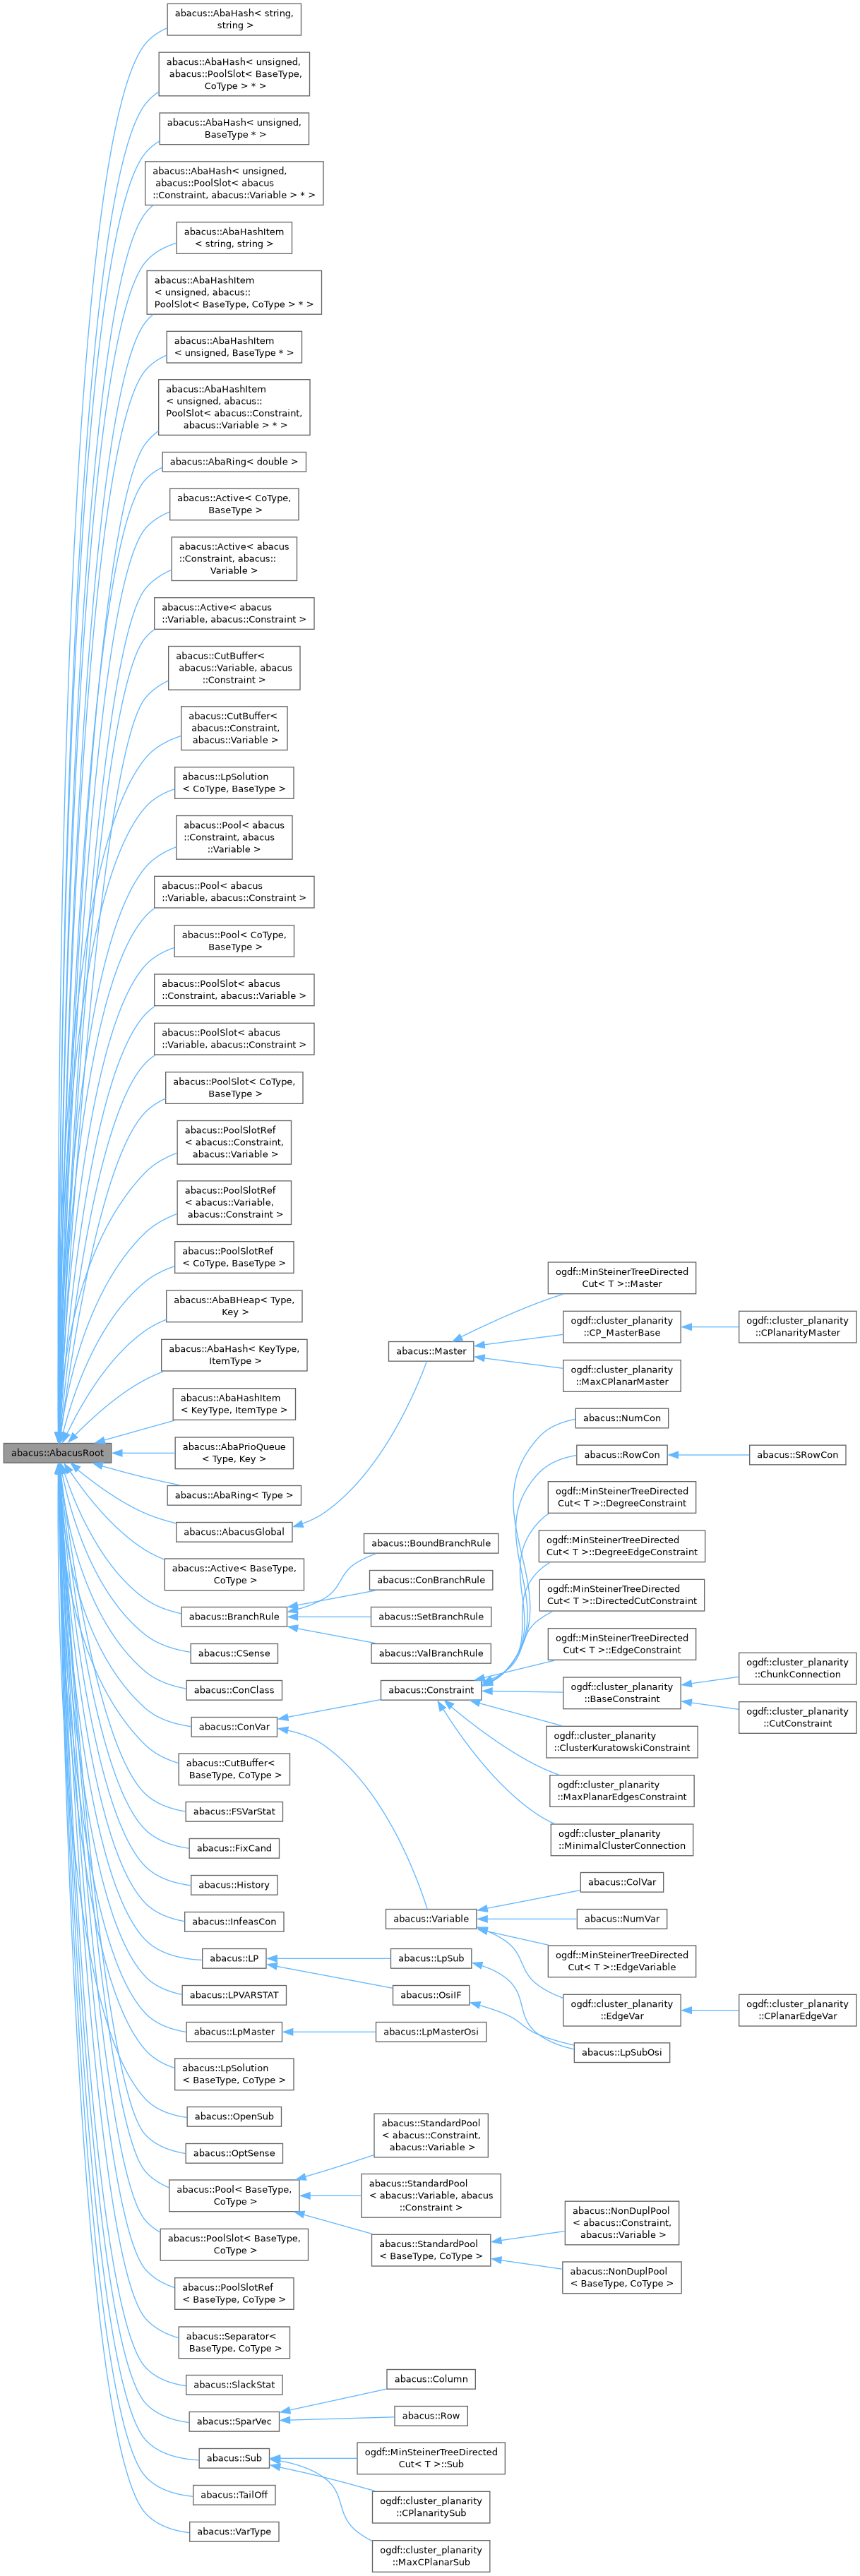 abacus::AbaHash< string,
string >
abacus::AbaHash< unsigned,
abacus::PoolSlot< BaseType,
CoType > * >
abacus::AbaHash< unsigned,
BaseType * >
abacus::AbaHash< unsigned,
abacus::PoolSlot< abacus
::Constraint, abacus::Variable > * >
abacus::AbaHashItem
< string, string >
abacus::AbaHashItem
< unsigned, abacus::
PoolSlot< BaseType, CoType > * >
abacus::AbaHashItem
< unsigned, BaseType * >
abacus::AbaHashItem
< unsigned, abacus::
PoolSlot< abacus::Constraint,
abacus::Variable > * >
abacus::AbaRing< double >
abacus::Active< CoType,
BaseType >
abacus::Active< abacus
::Constraint, abacus::
Variable >
abacus::Active< abacus
::Variable, abacus::Constraint >
abacus::CutBuffer<
abacus::Variable, abacus
::Constraint >
abacus::CutBuffer<
abacus::Constraint,
abacus::Variable >
abacus::LpSolution
< CoType, BaseType >
abacus::Pool< abacus
::Constraint, abacus
::Variable >
abacus::Pool< abacus
::Variable, abacus::Constraint >
abacus::Pool< CoType,
BaseType >
abacus::PoolSlot< abacus
::Constraint, abacus::Variable >
abacus::PoolSlot< abacus
::Variable, abacus::Constraint >
abacus::PoolSlot< CoType,
BaseType >
abacus::PoolSlotRef
< abacus::Constraint,
abacus::Variable >
abacus::PoolSlotRef
< abacus::Variable,
abacus::Constraint >
abacus::PoolSlotRef
< CoType, BaseType >
abacus::AbaBHeap< Type,
Key >
abacus::AbaHash< KeyType,
ItemType >
abacus::AbaHashItem
< KeyType, ItemType >
abacus::AbacusRoot
abacus::AbaPrioQueue
< Type, Key >
abacus::AbaRing< Type >
abacus::AbacusGlobal
abacus::Master
ogdf::MinSteinerTreeDirected
Cut< T >::Master
ogdf::cluster_planarity
::CP_MasterBase
ogdf::cluster_planarity
::CPlanarityMaster
ogdf::cluster_planarity
::MaxCPlanarMaster
abacus::Active< BaseType,
CoType >
abacus::BranchRule
abacus::BoundBranchRule
abacus::ConBranchRule
abacus::SetBranchRule
abacus::ValBranchRule
abacus::CSense
abacus::ConClass
abacus::ConVar
abacus::Constraint
abacus::NumCon
abacus::RowCon
abacus::SRowCon
ogdf::MinSteinerTreeDirected
Cut< T >::DegreeConstraint
ogdf::MinSteinerTreeDirected
Cut< T >::DegreeEdgeConstraint
ogdf::MinSteinerTreeDirected
Cut< T >::DirectedCutConstraint
ogdf::MinSteinerTreeDirected
Cut< T >::EdgeConstraint
ogdf::cluster_planarity
::BaseConstraint
ogdf::cluster_planarity
::ChunkConnection
ogdf::cluster_planarity
::CutConstraint
ogdf::cluster_planarity
::ClusterKuratowskiConstraint
ogdf::cluster_planarity
::MaxPlanarEdgesConstraint
ogdf::cluster_planarity
::MinimalClusterConnection
abacus::Variable
abacus::ColVar
abacus::NumVar
ogdf::MinSteinerTreeDirected
Cut< T >::EdgeVariable
ogdf::cluster_planarity
::EdgeVar
ogdf::cluster_planarity
::CPlanarEdgeVar
abacus::CutBuffer<
BaseType, CoType >
abacus::FSVarStat
abacus::FixCand
abacus::History
abacus::InfeasCon
abacus::LP
abacus::LpSub
abacus::OsiIF
abacus::LpSubOsi
abacus::LPVARSTAT
abacus::LpMaster
abacus::LpMasterOsi
abacus::LpSolution
< BaseType, CoType >
abacus::OpenSub
abacus::OptSense
abacus::Pool< BaseType,
CoType >
abacus::StandardPool
< abacus::Constraint,
abacus::Variable >
abacus::StandardPool
< abacus::Variable, abacus
::Constraint >
abacus::StandardPool
< BaseType, CoType >
abacus::NonDuplPool
< abacus::Constraint,
abacus::Variable >
abacus::NonDuplPool
< BaseType, CoType >
abacus::PoolSlot< BaseType,
CoType >
abacus::PoolSlotRef
< BaseType, CoType >
abacus::Separator<
BaseType, CoType >
abacus::SlackStat
abacus::SparVec
abacus::Column
abacus::Row
abacus::Sub
ogdf::MinSteinerTreeDirected
Cut< T >::Sub
ogdf::cluster_planarity
::CPlanaritySub
ogdf::cluster_planarity
::MaxCPlanarSub
abacus::TailOff
abacus::VarType